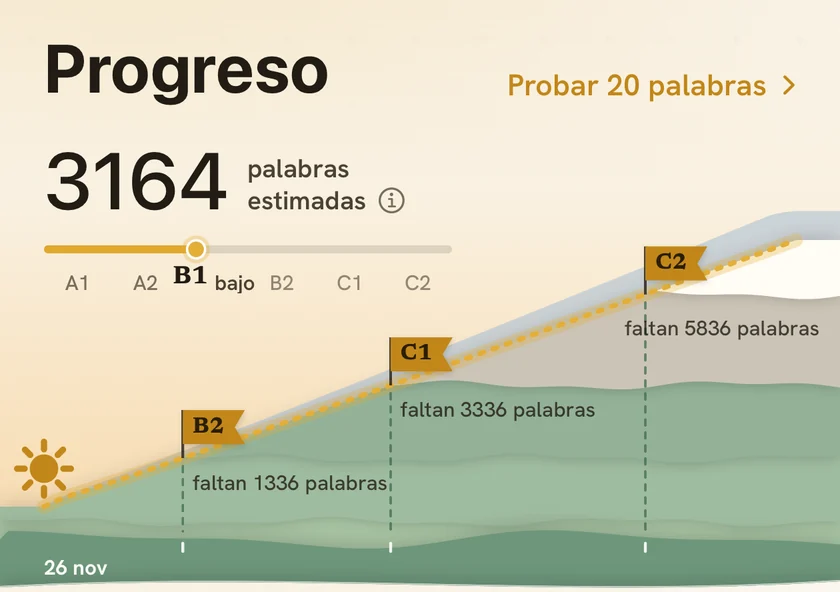 Progreso
Probar 20 palabras
3164 palabras
estimadas
A1 A2 B1 bajo B2 C1 C2
C2
faltan 5836 palabras
C1
faltan 3336 palabras
B2
faltan 1336 palabras
26 nov